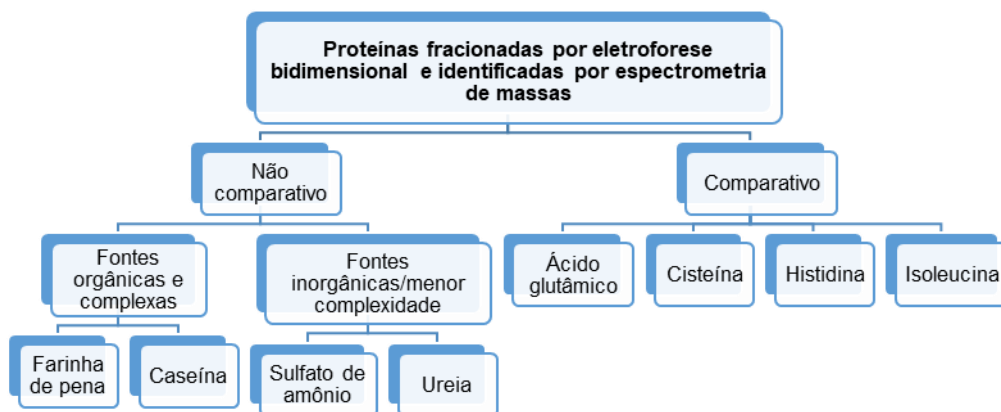 Proteínas fracionadas por eletroforese
bidimensional e identificadas por espectrometria
de massas
Não
comparativo
Comparativo
Fontes
orgânicas e
complexas
Fontes
inorgânicas/menor
complexidade
Ácido
glutâmico
Cisteína
Histidina
Isoleucina
Farinha
de pena
Caseína
Sulfato de
amônio
Ureia